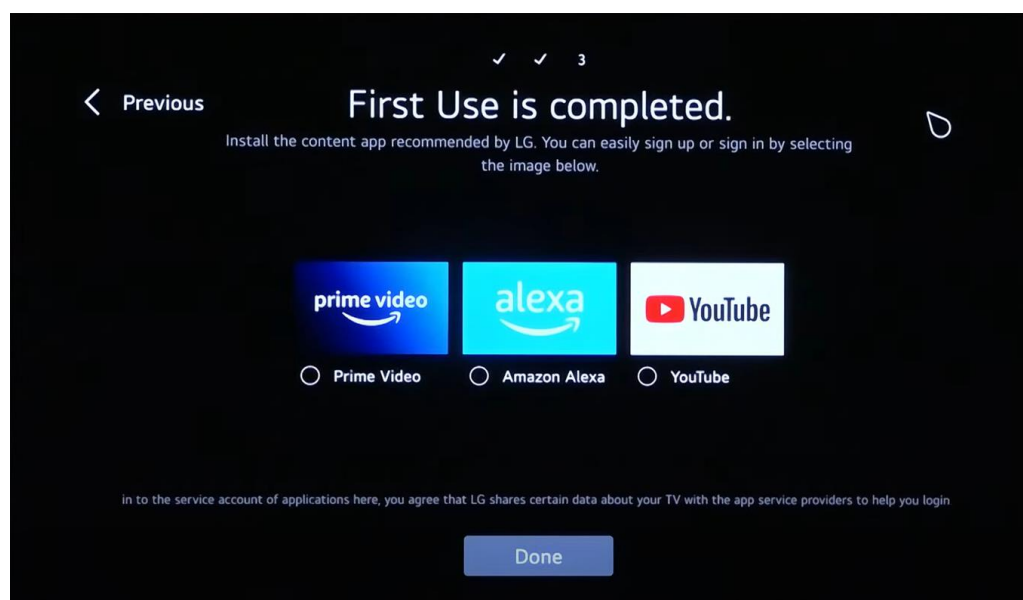 3
Previous
First Use is completed.
Install the content app recommended by LG. You can easily sign up or sign in by selecting
the image below.
prime video
alexa
YouTube
Prime Video
Amazon Alexa
YouTube
in to the service account of applications here, you agree that LG shares certain data about your TV with the app service providers to help you login
Done